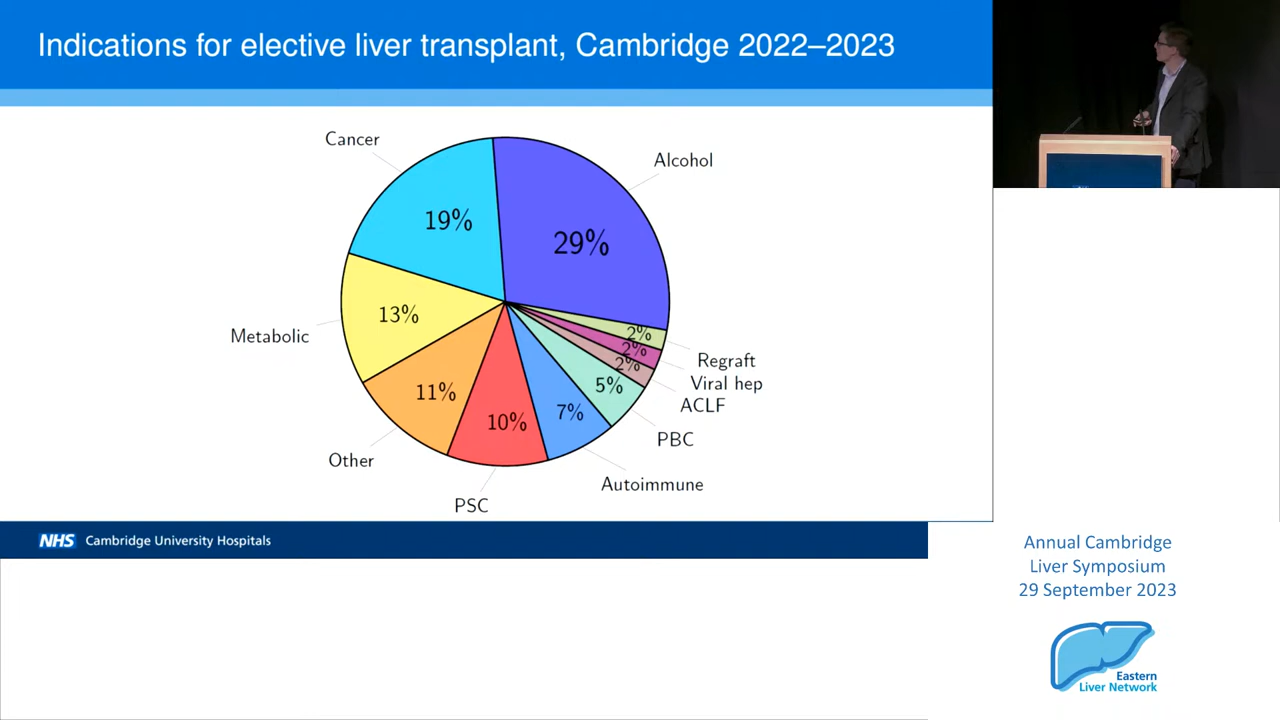 Indications for elective liver transplant, Cambridge 2022–2023
Cancer
Alcohol
19%
29%
13%
Metabolic
2%
Regraft
2%
Viral hep
2%
ACLF
5%
PBC
11%
7%
10%
Other
Autoimmune
PSC
NHS Cambridge University Hospitals
Annual Cambridge
Liver Symposium
29 September 2023
Eastern
Liver Network